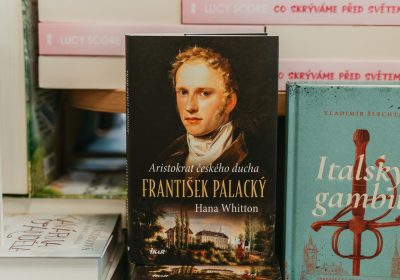 LUCY SCORE
CO SKRÝVÁME PŘED SVĚTEM
LUCY SCORE
CO SKRÝVÁME PŘED SVĚTEM
Aristokrat českého ducha
FRANTIŠEK PALACKÝ
Hana Whitton
IKAR
VLADIMÍR ŠLECHTA
Italský
gambit